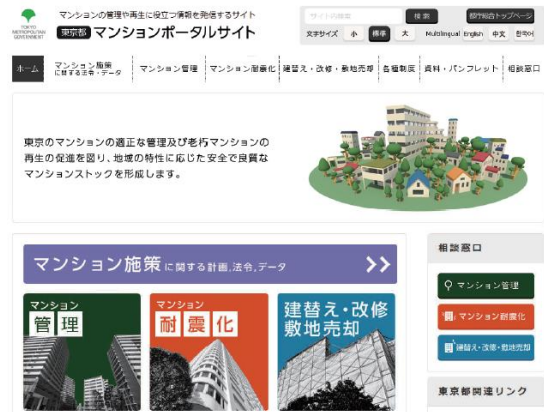 マンションの管理や再生に役立つ情報を発信するサイト
東京都 マンションポータルサイト
TOKYO
METROPOLITAN
GOVERNMENT
サイト内検索
検索
都庁総合トップページ
文字サイズ 小 標準 大 Multilingual English 中文 한국어
ホーム
マンション施策
に関する法令・データ
マンション管理
マンション耐震化
建替え・改修・敷地売却
各種制度
資料・パンフレット
相談窓口
東京のマンションの適正な管理及び老朽マンションの
再生の促進を図り、地域の特性に応じた安全で良質な
マンションストックを形成します。
マンション施策に関する計画,法令,データ
マンション
管理
マンション
耐震化
建替え・改修
敷地売却
相談窓口
マンション管理
マンション耐震化
建替え・改修・敷地売却
東京都関連リンク